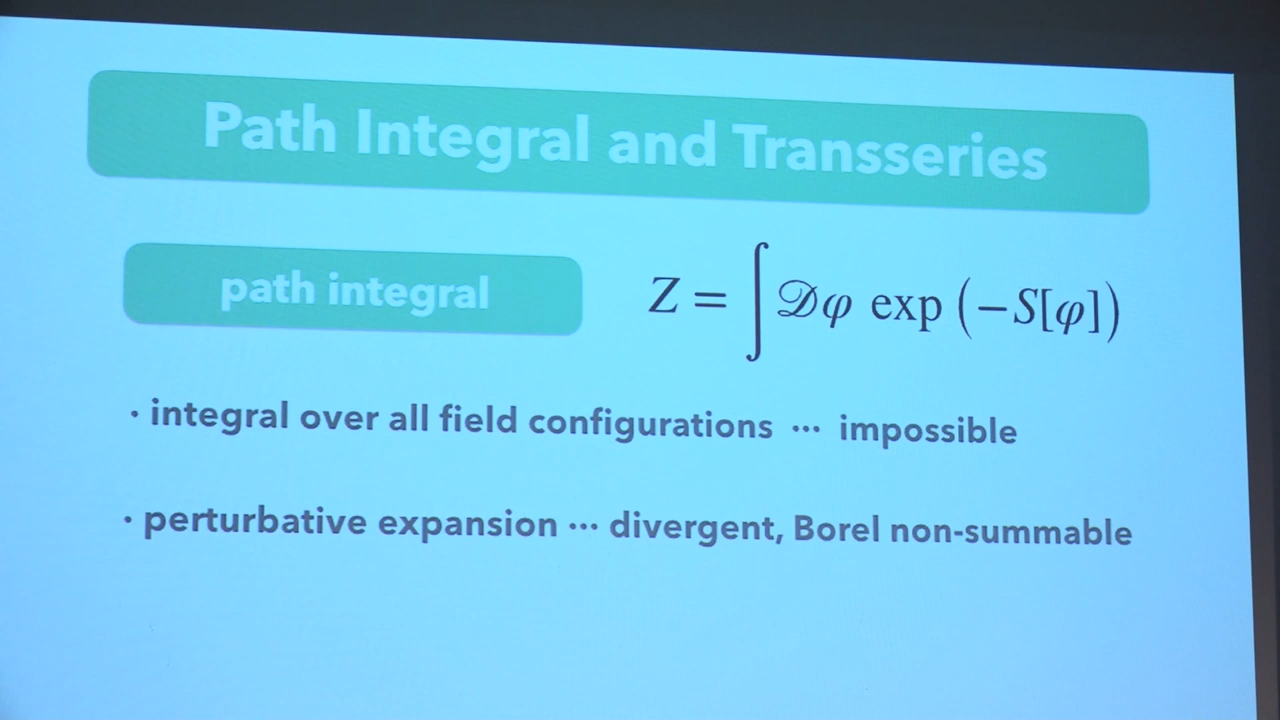 Path Integral and Transseries
path integral
Z = ∫ 𝒟φ exp (−S[φ])
· integral over all field configurations ··· impossible
· perturbative expansion ··· divergent, Borel non-summable